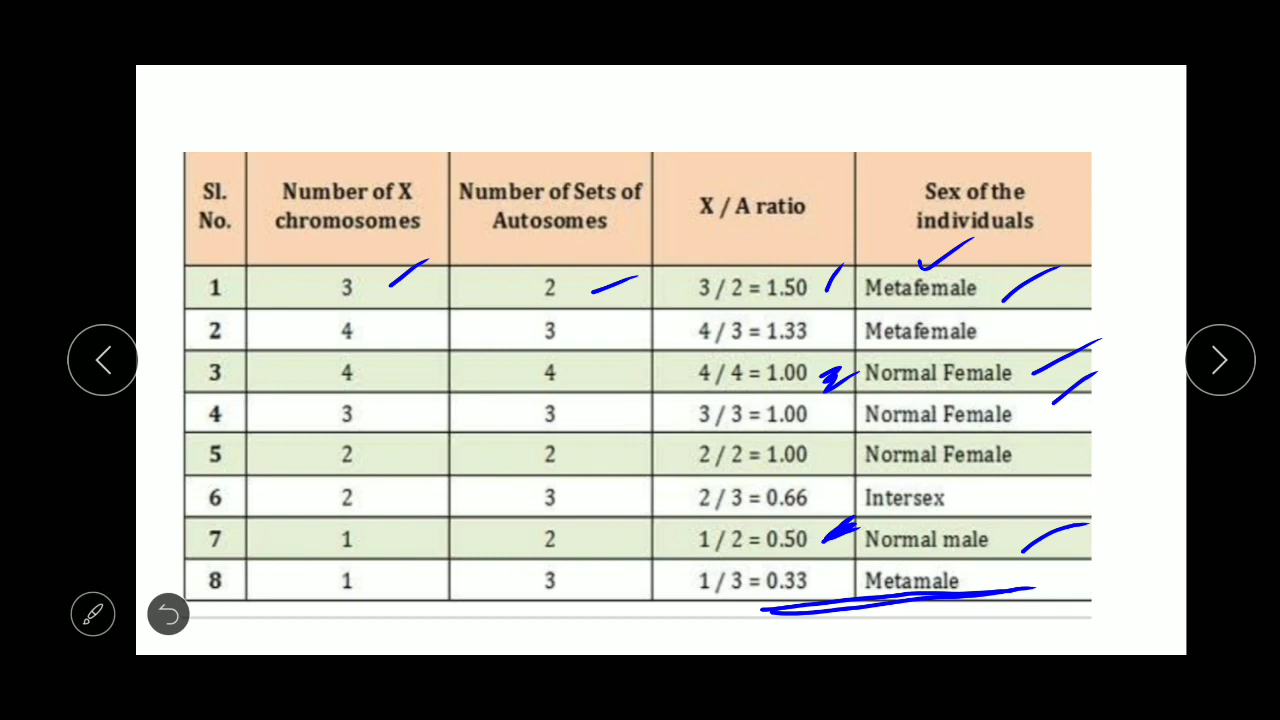 Sl. No. Number of X chromosomes Number of Sets of Autosomes X / A ratio Sex of the individuals
1 3 2 3 / 2 = 1.50 Metafemale
2 4 3 4 / 3 = 1.33 Metafemale
3 4 4 4 / 4 = 1.00 Normal Female
4 3 3 3 / 3 = 1.00 Normal Female
5 2 2 2 / 2 = 1.00 Normal Female
6 2 3 2 / 3 = 0.66 Intersex
7 1 2 1 / 2 = 0.50 Normal male
8 1 3 1 / 3 = 0.33 Metamale